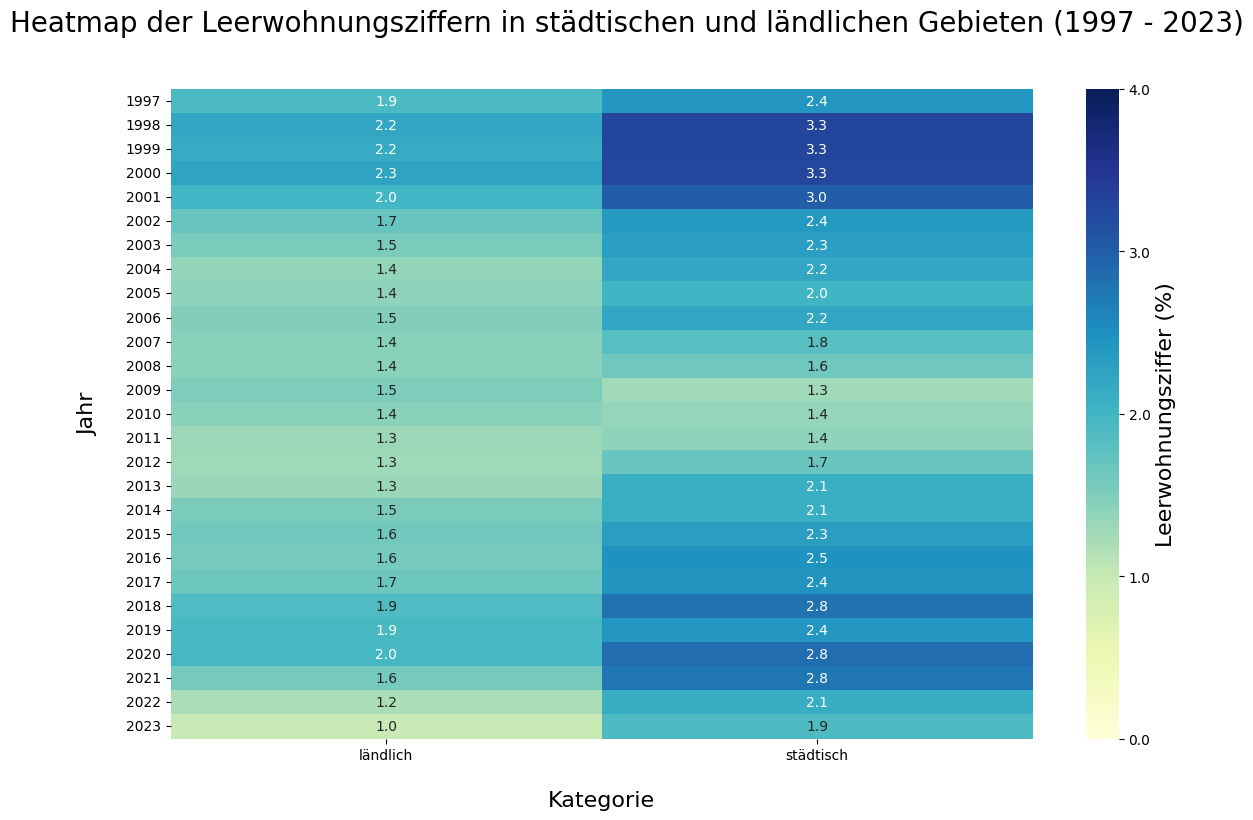 Heatmap der Leerwohnungsziffern in städtischen und ländlichen Gebieten (1997 - 2023)
1997 1.9 2.4
1998 2.2 3.3
1999 2.2 3.3
2000 2.3 3.3
2001 2.0 3.0
2002 1.7 2.4
2003 1.5 2.3
2004 1.4 2.2
2005 1.4 2.0
2006 1.5 2.2
2007 1.4 1.8
2008 1.4 1.6
2009 1.5 1.3
2010 1.4 1.4
2011 1.3 1.4
2012 1.3 1.7
2013 1.3 2.1
2014 1.5 2.1
2015 1.6 2.3
2016 1.6 2.5
2017 1.7 2.4
2018 1.9 2.8
2019 1.9 2.4
2020 2.0 2.8
2021 1.6 2.8
2022 1.2 2.1
2023 1.0 1.9
ländlich städtisch
Kategorie
Jahr
4.0
3.0
2.0
1.0
0.0
Leerwohnungsziffer (%)